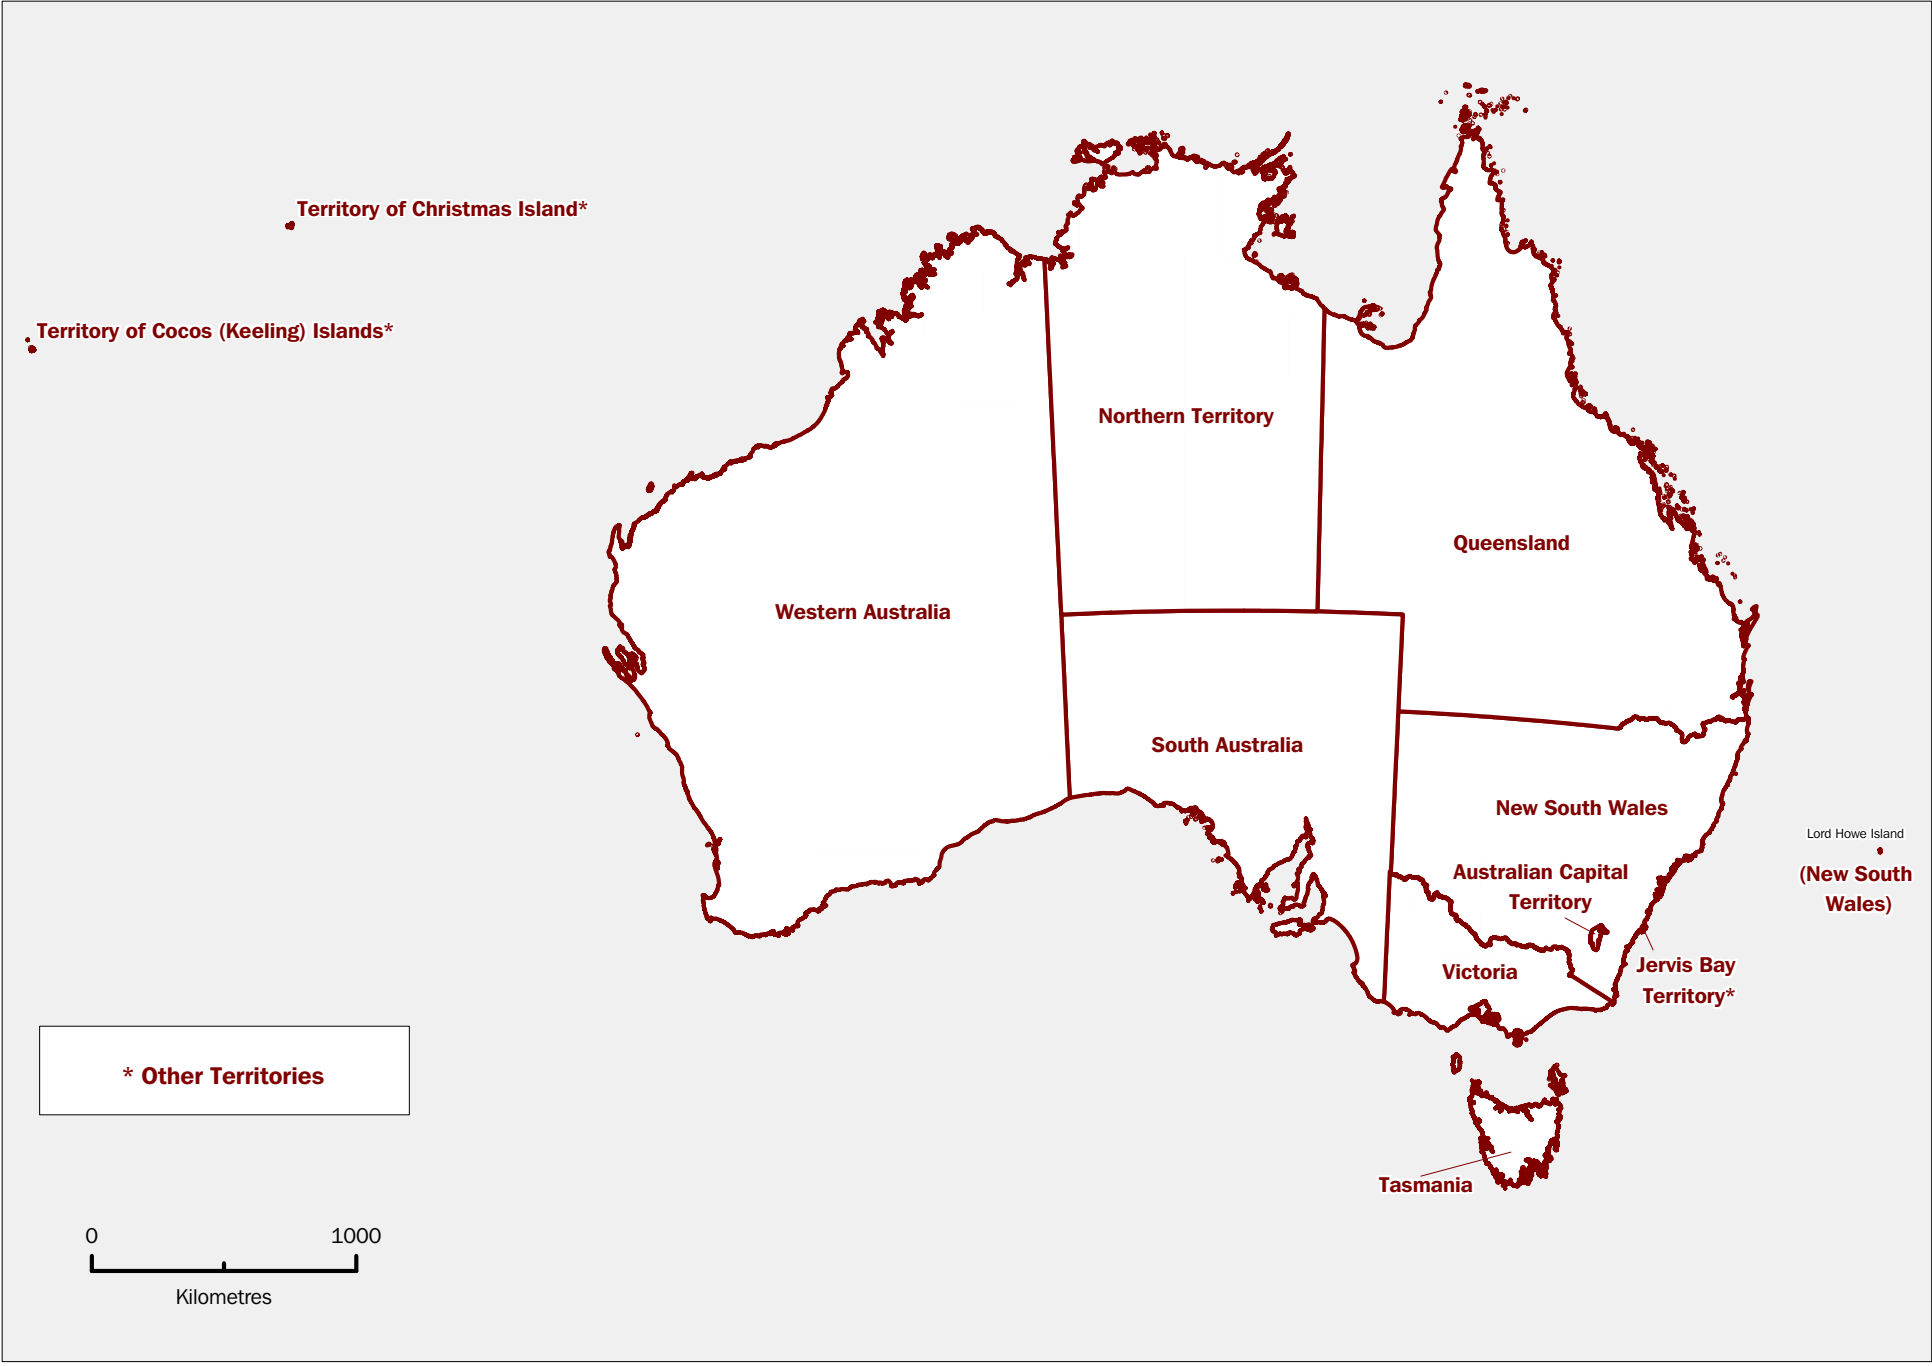 Territory of Christmas Island*
Territory of Cocos (Keeling) Islands*
Northern Territory
Queensland
Western Australia
South Australia
New South Wales
Lord Howe Island
(New South
Wales)
Australian Capital
Territory
Victoria
Jervis Bay
Territory*
* Other Territories
Tasmania
0 1000
Kilometres